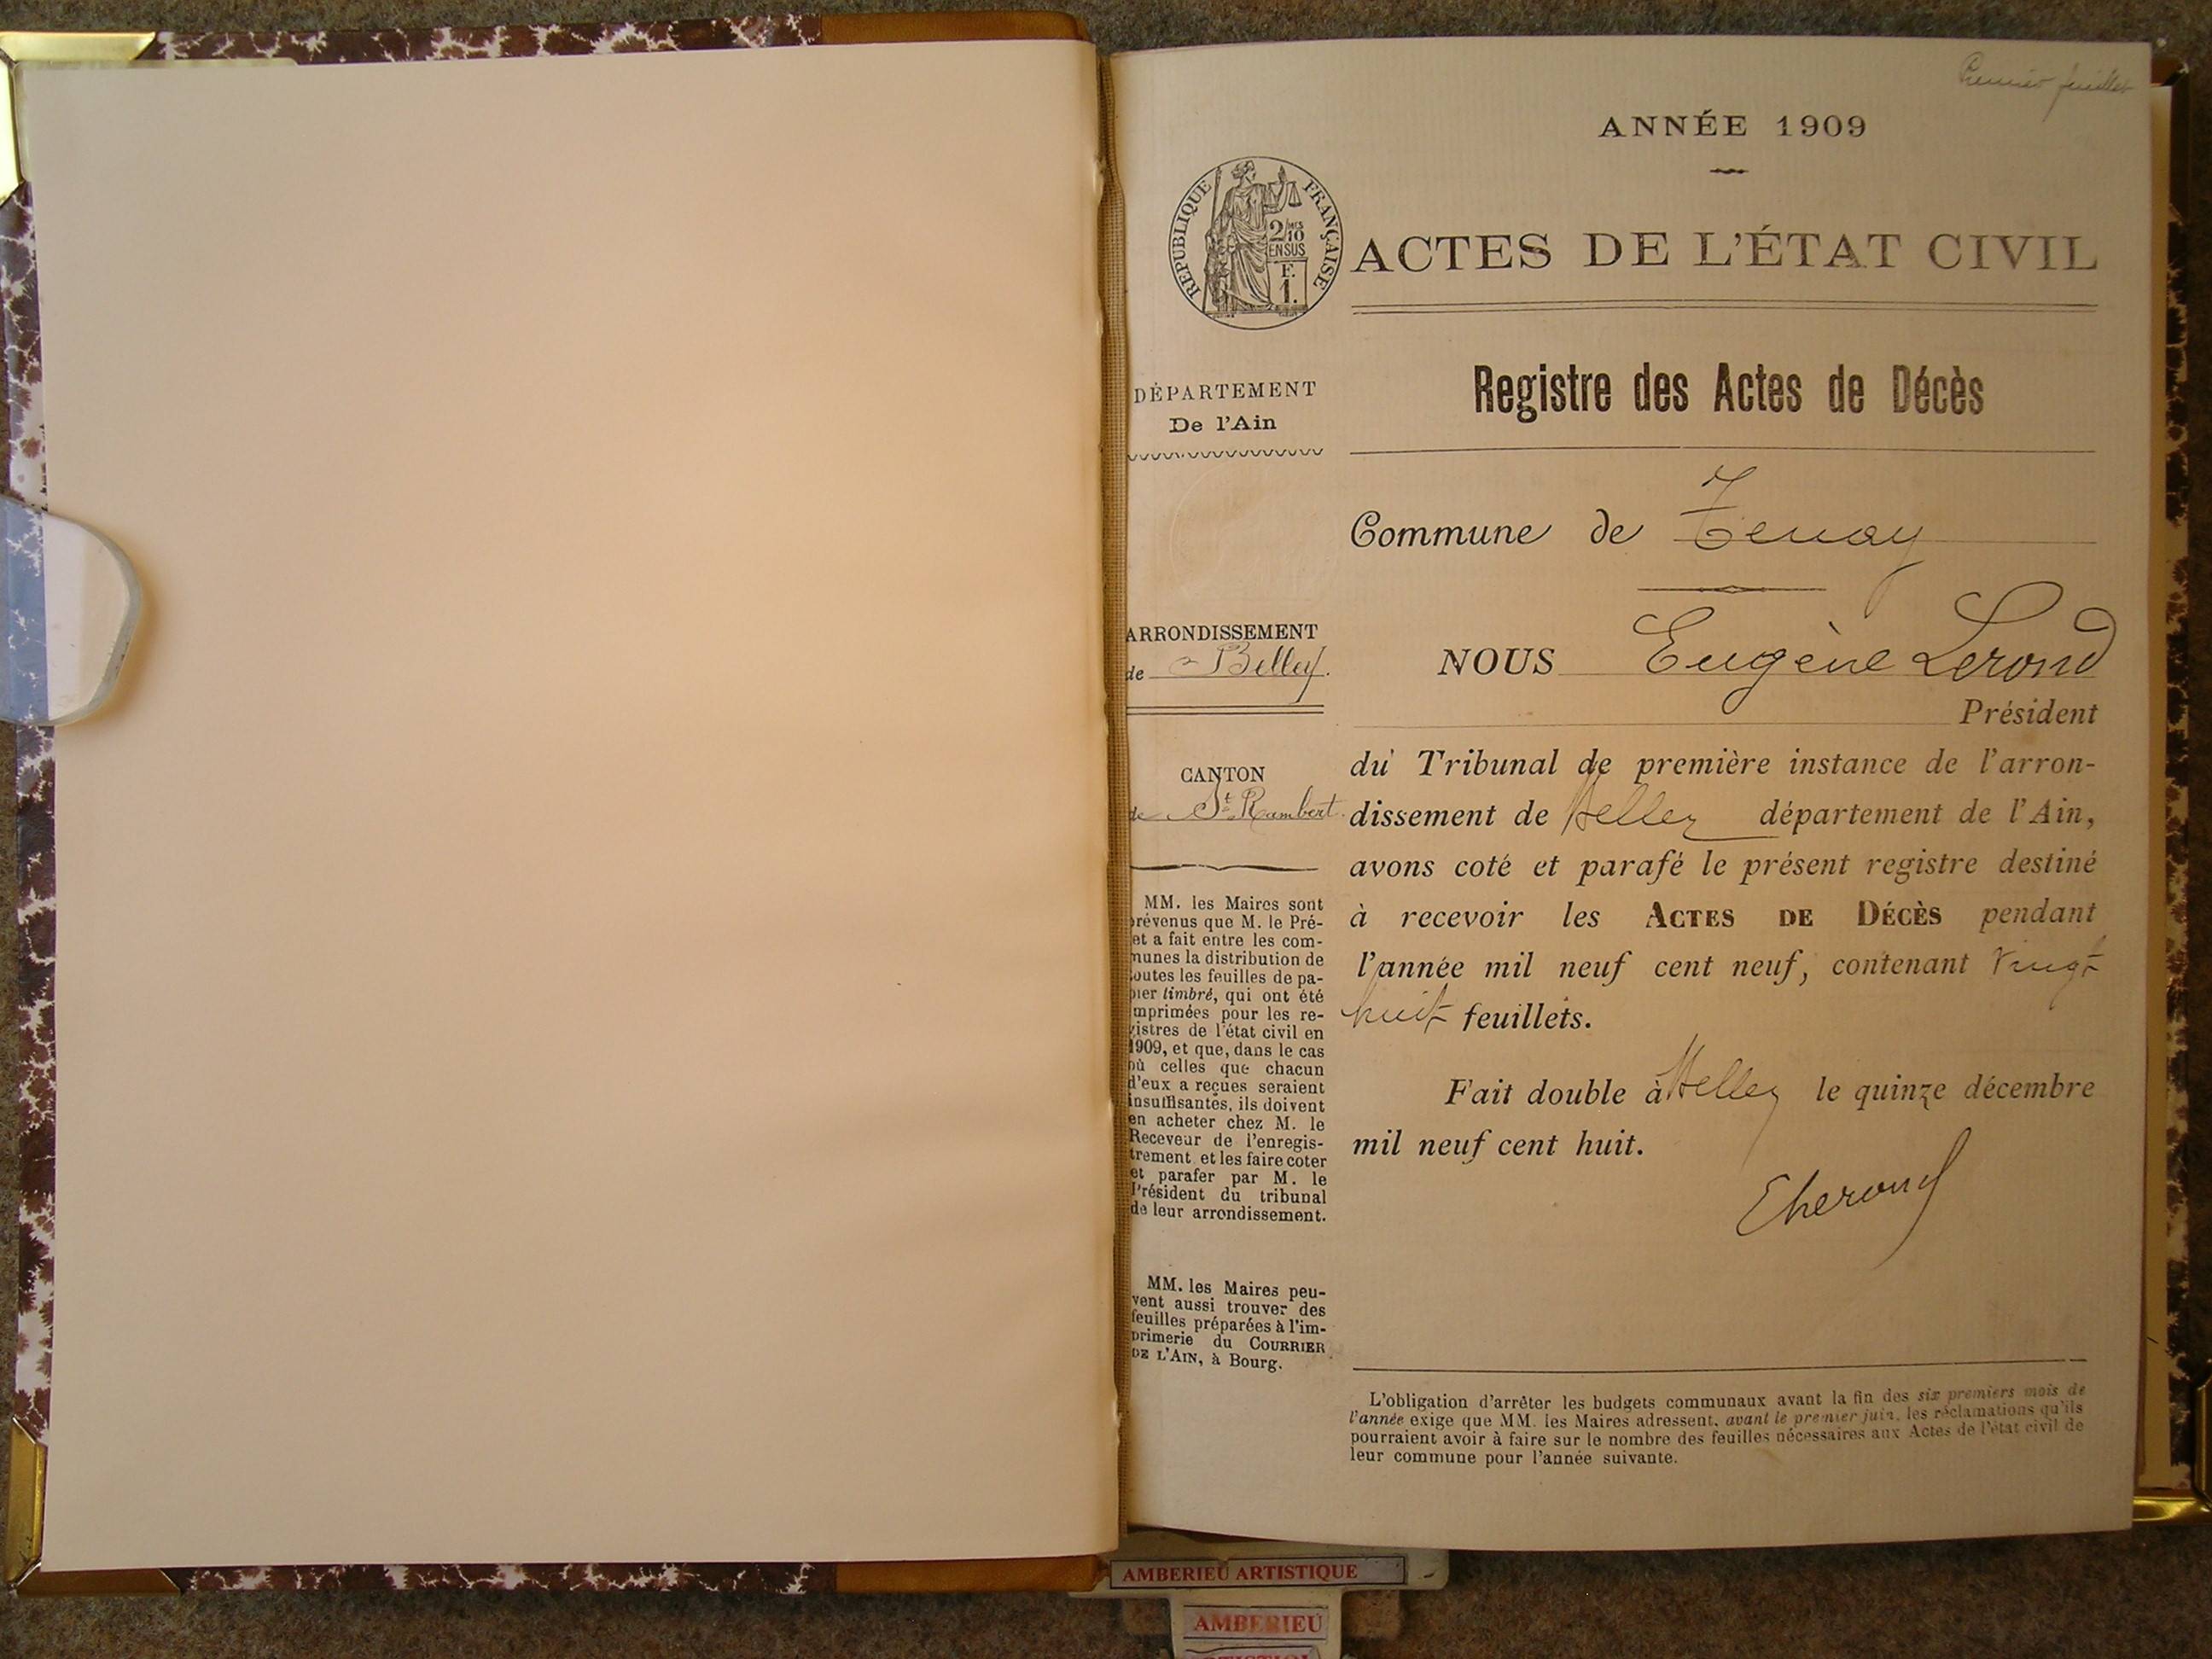 Premier feuillet
ANNÉE 1909
RÉPUBLIQUE FRANÇAISE
2/10
EN SUS
F.
1.
ACTES DE L'ÉTAT CIVIL
Registre des Actes de Décès
DÉPARTEMENT
De l'Ain
Commune de Tenay
ARRONDISSEMENT
de Belley.
CANTON
de St Rambert
MM. les Maires sont
prévenus que M. le Pré-
et a fait entre les com-
munes la distribution de
toutes les feuilles de pa-
pier timbré, qui ont été
imprimées pour les re-
gistres de l'état civil en
1909, et que, dans le cas
où celles que chacun
d'eux a reçues seraient
insuffisantes, ils doivent
en acheter chez M. le
Receveur de l'enregis-
trement et les faire coter
et parafer par M. le
Président du tribunal
de leur arrondissement.
MM. les Maires peu-
vent aussi trouver des
feuilles préparées à l'im-
primerie du COURRIER
DE L'AIN, à Bourg.
NOUS Eugène Lerond
Président
du Tribunal de première instance de l'arron-
dissement de Belley département de l'Ain,
avons coté et parafé le présent registre destiné
à recevoir les ACTES DE DÉCÈS pendant
l'année mil neuf cent neuf, contenant vingt
huit feuillets.
Fait double à Belley le quinze décembre
mil neuf cent huit.
ELerond
L'obligation d'arrêter les budgets communaux avant la fin des six premiers mois de
l'année exige que MM. les Maires adressent, avant le premier juin, les réclamations qu'ils
pourraient avoir à faire sur le nombre des feuilles nécessaires aux Actes de l'état civil de
leur commune pour l'année suivante.
AMBERIEU ARTISTIQUE
AMBERIEU